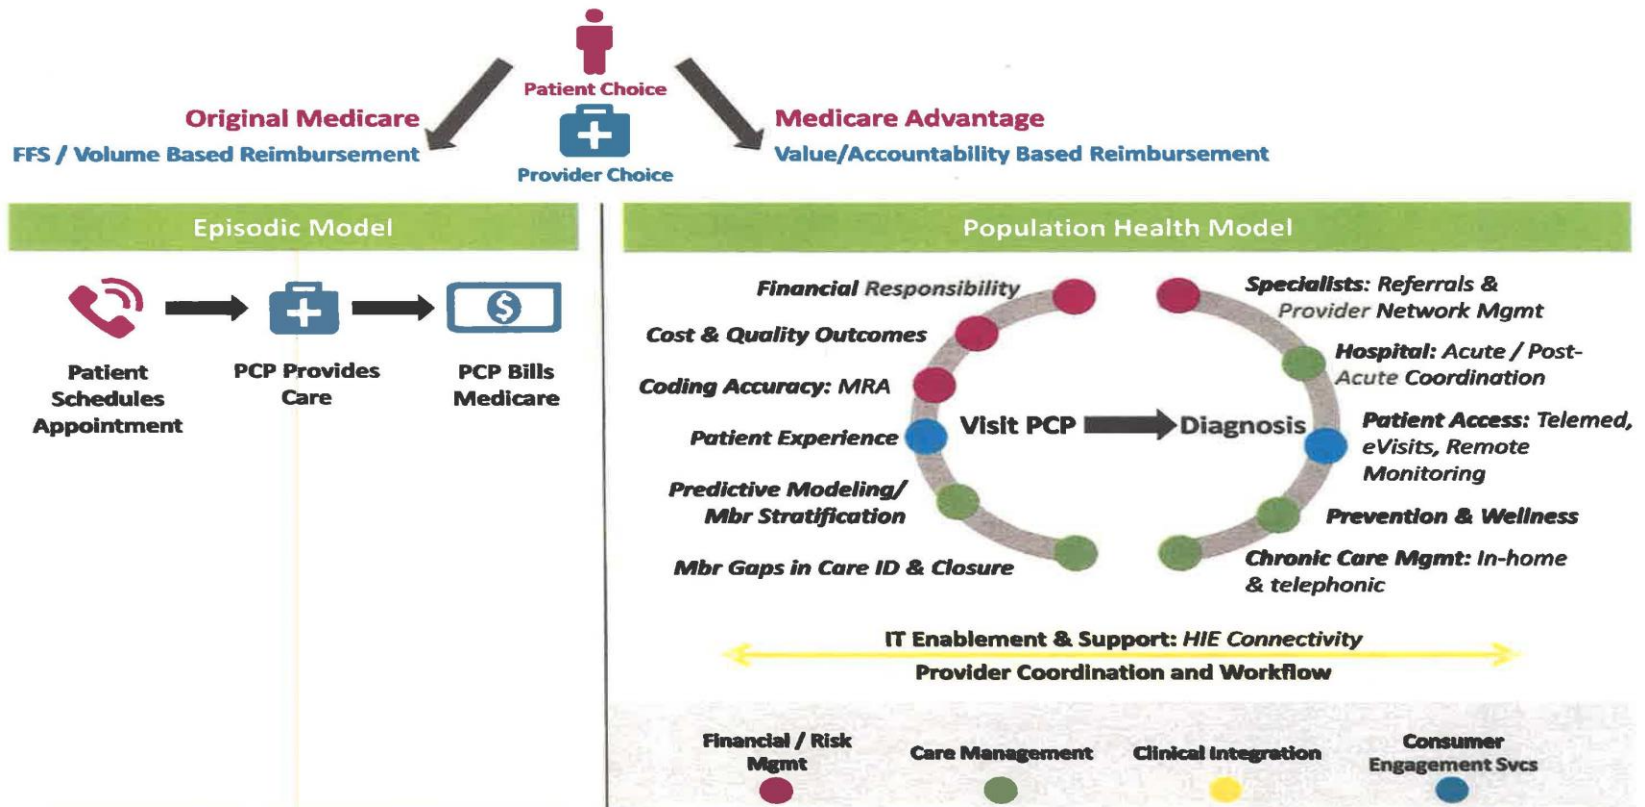 Patient Choice
Original Medicare
FFS / Volume Based Reimbursement
Provider Choice
Medicare Advantage
Value/Accountability Based Reimbursement
Episodic Model
Patient
Schedules
Appointment
PCP Provides
Care
$
PCP Bills
Medicare
Population Health Model
Financial Responsibility
Cost & Quality Outcomes
Coding Accuracy: MRA
Patient Experience
Predictive Modeling/
Mbr Stratification
Mbr Gaps in Care ID & Closure
Visit PCP
Diagnosis
Specialists: Referrals &
Provider Network Mgmt
Hospital: Acute / Post-
Acute Coordination
Patient Access: Telemed,
eVisits, Remote
Monitoring
Prevention & Wellness
Chronic Care Mgmt: In-home
& telephonic
IT Enablement & Support: HIE Connectivity
Provider Coordination and Workflow
Financial / Risk
Mgmt
Care Management
Clinical Integration
Consumer
Engagement Svcs